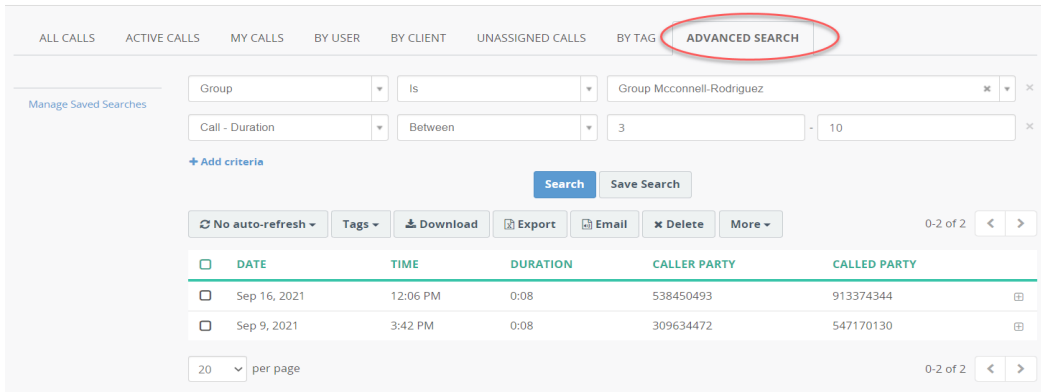 ALL CALLS ACTIVE CALLS MY CALLS BY USER BY CLIENT UNASSIGNED CALLS BY TAG ADVANCED SEARCH
Manage Saved Searches
Group Is Group Mcconnell-Rodriguez
Call - Duration Between 3 - 10
+ Add criteria
Search Save Search
No auto-refresh Tags Download Export Email Delete More 0-2 of 2 < >
DATE TIME DURATION CALLER PARTY CALLED PARTY
Sep 16, 2021 12:06 PM 0:08 538450493 913374344
Sep 9, 2021 3:42 PM 0:08 309634472 547170130
20 per page 0-2 of 2 < >